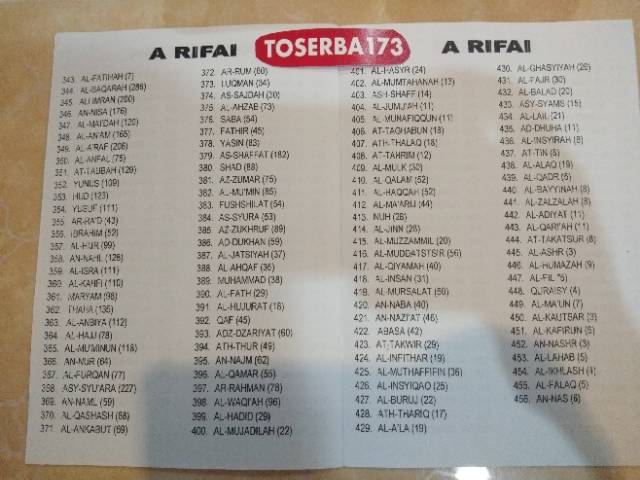 A RIFAI TOSERBA173 A RIFAI
343. AL-FATIHAH (7)
344. AL-BAQARAH (286)
345. ALI IMRAN (200)
346. AN-NISA (176)
347. AL-MAI'DAH (120)
348. AL-AN'AM (165)
349. AL-A'RAF (206)
350. AL-ANFAL (75)
351. AT-TAUBAH (129)
352. YUNUS (109)
353. HUD (123)
354. YUSUF (111)
355. AR-RA'D (43)
356. IBRAHIM (52)
357. AL-HIJR (99)
358. AN-NAHL (128)
359. AL-ISRA (111)
360. AL-KAHFI (110)
361. MARYAM (98)
362. THAHA (135)
363. AL-ANBIYA (112)
364. AL-HAJJ (78)
365. AL-MU'MINUN (118)
366. AN-NUR (64)
367. AL-FURQAN (77)
368. ASY-SYU'ARA (227)
369. AN-NAML (59)
370. AL-QASHASH (88)
371. AL-ANKABUT (69)
372. AR-RUM (60)
373. LUQMAN (34)
374. AS-SAJDAH (30)
375. AL-AHZAB (73)
376. SABA (54)
377. FATHIR (45)
378. YASIN (83)
379. AS-SHAFFAT (182)
380. SHAD (88)
381. AZ-ZUMAR (75)
382. AL-MU'MIN (85)
383. FUSHSHILAT (54)
384. AS-SYURA (53)
385. AZ-ZUKHRUF (89)
386. AD-DUKHAN (59)
387. AL-JATSIYAH (37)
388. AL-AHQAF (35)
389. MUHAMMAD (38)
390. AL-FATH (29)
391. AL-HUJURAT (18)
392. QAF (45)
393. ADZ-DZARIYAT (60)
394. ATH-THUR (49)
395. AN-NAJM (62)
396. AL-QAMAR (55)
397. AR-RAHMAN (78)
398. AL-WAQI'AH (96)
399. AL-HADID (29)
400. AL-MUJADILAH (22)
401. AL-HASYR (24)
402. AL-MUMTAHANAH (13)
403. ASH-SHAFF (14)
404. AL-JUM'AH (11)
405. AL-MUNAFIQQUN (11)
406. AT-TAGHABUN (18)
407. ATH-THALAQ (18)
408. AT-TAHRIM (12)
409. AL-MULK (30)
410. AL-QALAM (52)
411. AL-HAQQAH (52)
412. AL-MA'ARIJ (44)
413. NUH (28)
414. AL-JINN (28)
415. AL-MUZZAMMIL (20)
416. AL-MUDDATSTSIR (56)
417. AL-QIYAMAH (40)
418. AL-INSAN (31)
419. AL-MURSALAT (50)
420. AN-NABA (40)
421. AN-NAZI'AT (46)
422. ABASA (42)
423. AT-TAKWIR (29)
424. AL-INFITHAR (19)
425. AL-MUTHAFFIFIN (36)
426. AL-INSYIQAQ (25)
427. AL-BURUJ (22)
428. ATH-THARIQ (17)
429. AL-A'LA (19)
430. AL-GHASYIYAH (26)
431. AL-FAJR (30)
432. AL-BALAD (20)
433. ASY-SYAMS (15)
434. AL-LAIL (21)
435. AD-DHUHA (11)
436. AL-INSYIRAH (8)
437. AT-TIN (8)
438. AL-ALAQ (19)
439. AL-QADR (5)
440. AL-BAYYINAH (8)
441. AL-ZALZALAH (8)
442. AL-ADIYAT (11)
443. AL-QARI'AH (11)
444. AT-TAKATSUR (8)
445. AL-ASHR (3)
446. AL-HUMAZAH (9)
447. AL-FIL *5)
448. QURAISY (4)
449. AL-MA'UN (7)
450. AL-KAUTSAR (3)
451. AL-KAFIRUN (6)
452. AN-NASHR (3)
453. AL-LAHAB (5)
454. AL-IKHLASH (4)
455. AL-FALAQ (5)
456. AN-NAS (6)